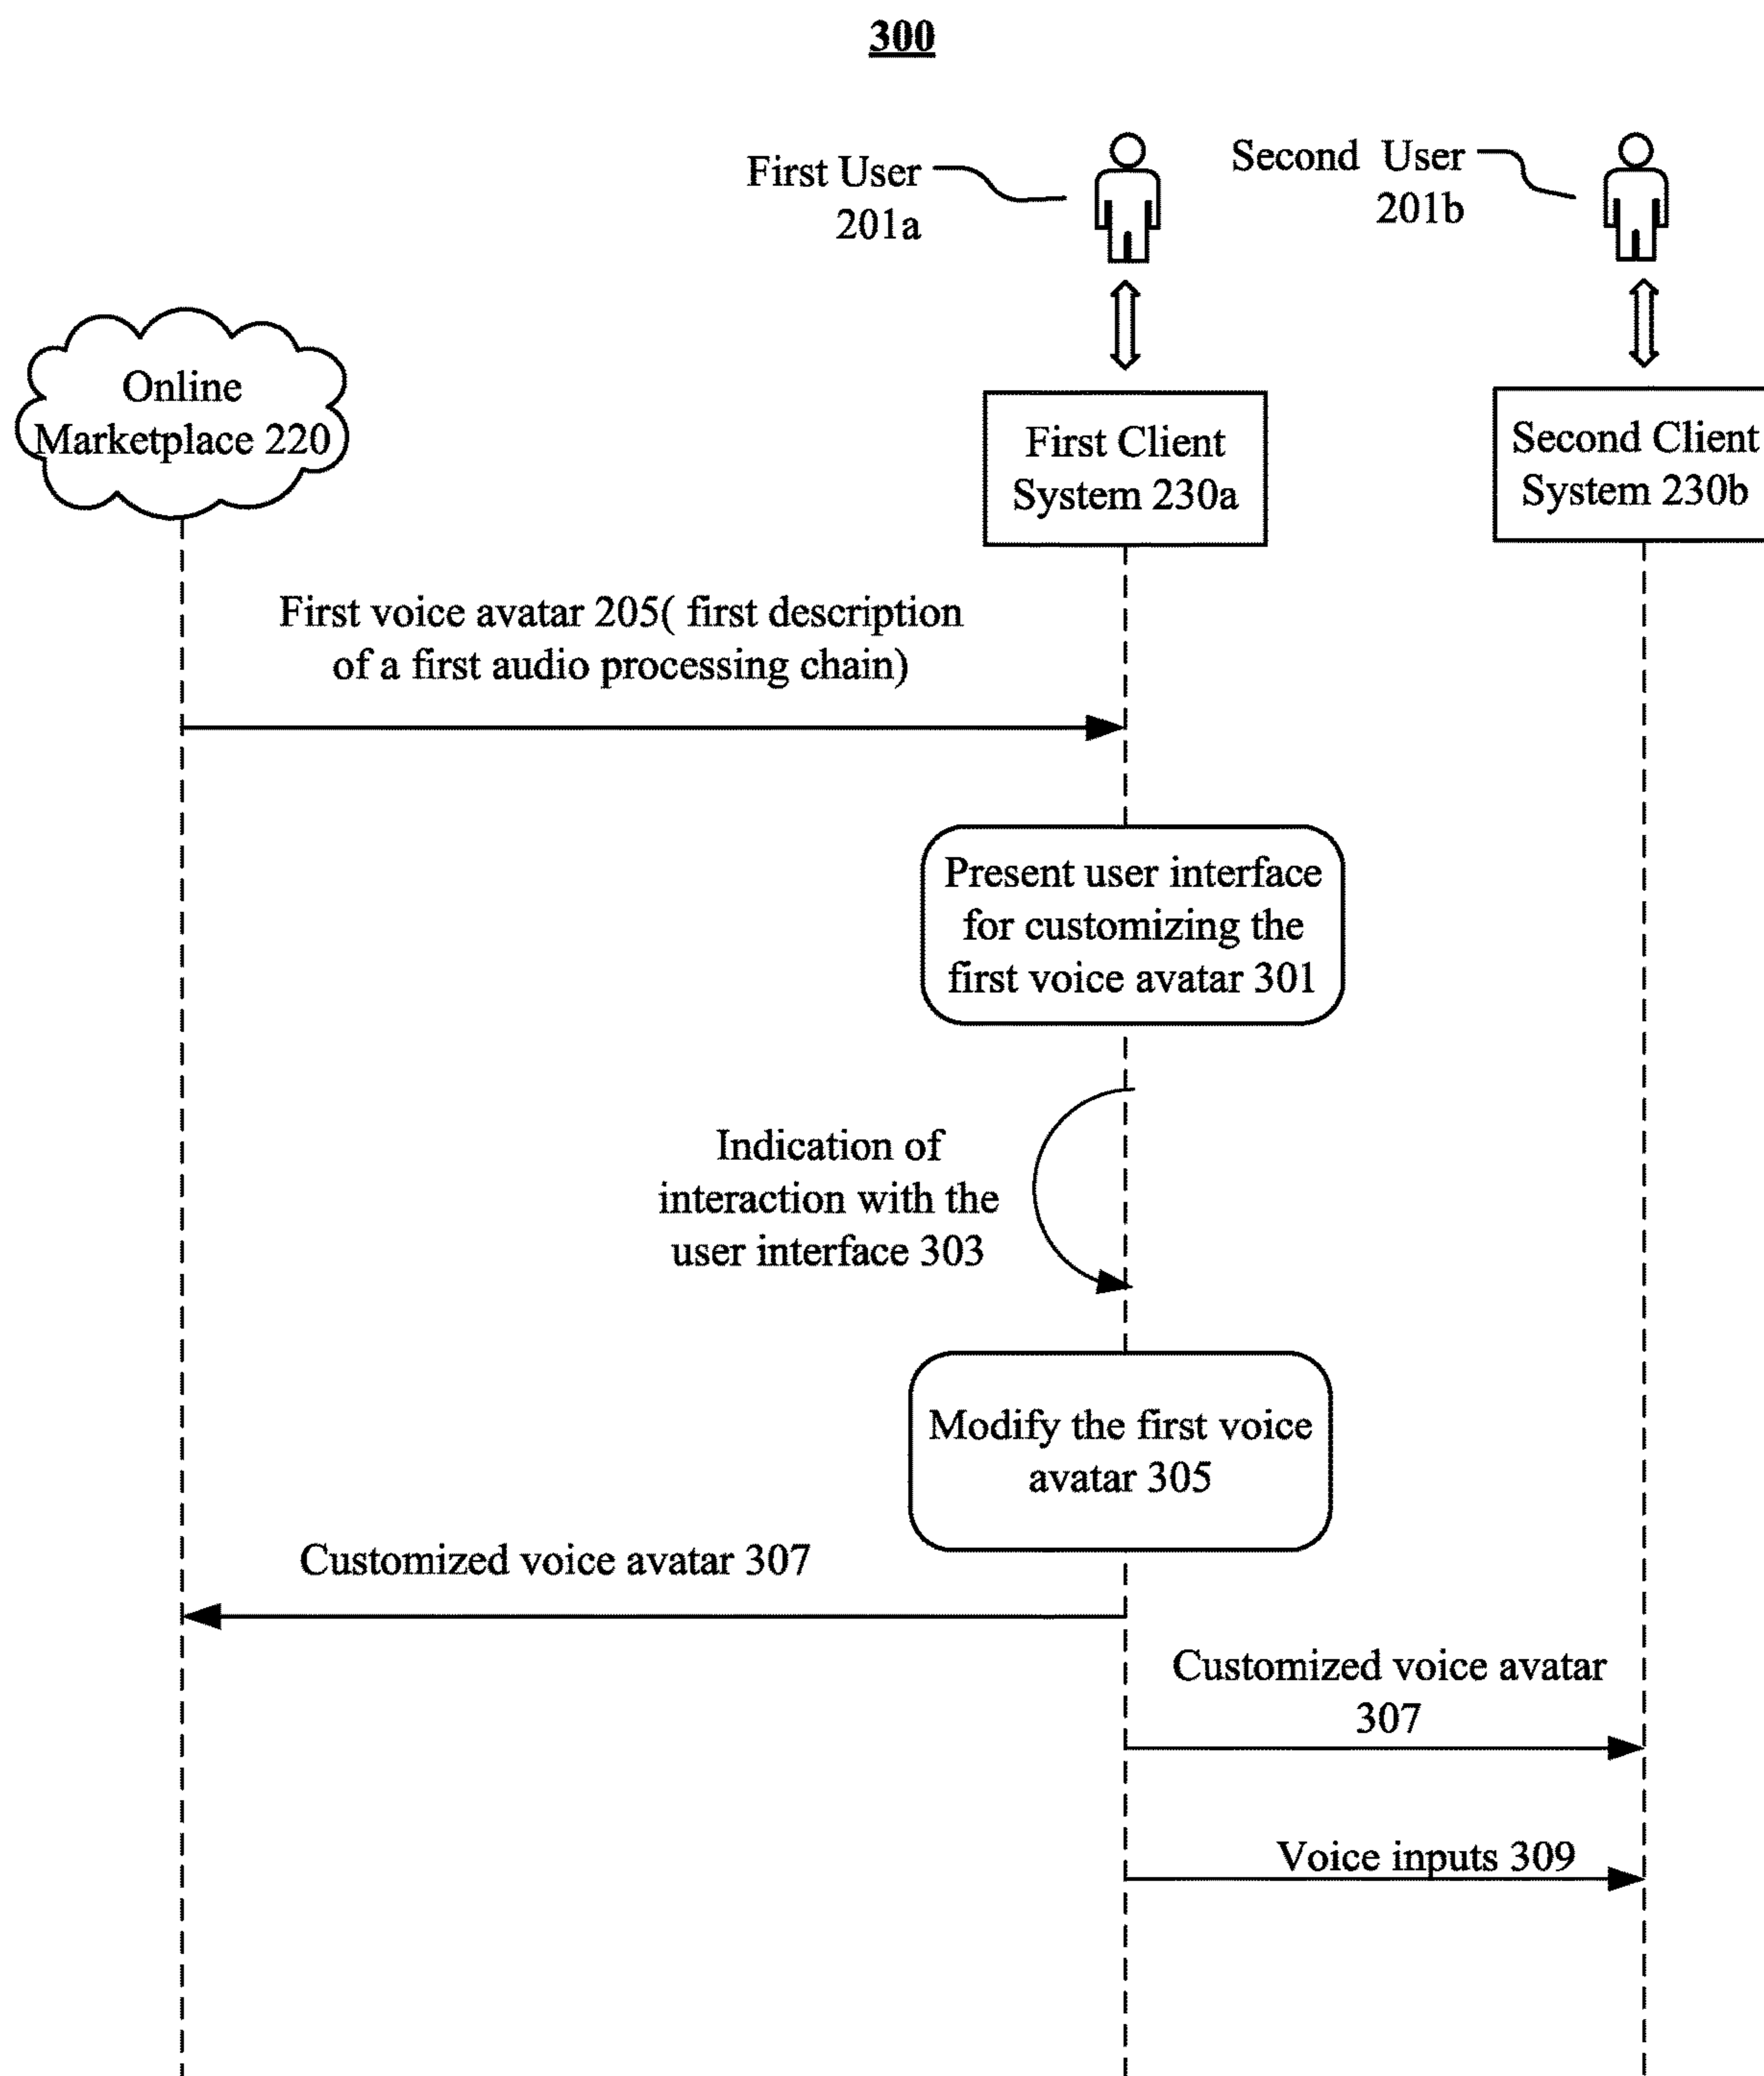 300
First User
201a
Second User
201b
Online
Marketplace 220
First Client
System 230a
Second Client
System 230b
First voice avatar 205( first description
of a first audio processing chain)
Present user interface
for customizing the
first voice avatar 301
Indication of
interaction with the
user interface 303
Modify the first voice
avatar 305
Customized voice avatar 307
Customized voice avatar
307
Voice inputs 309